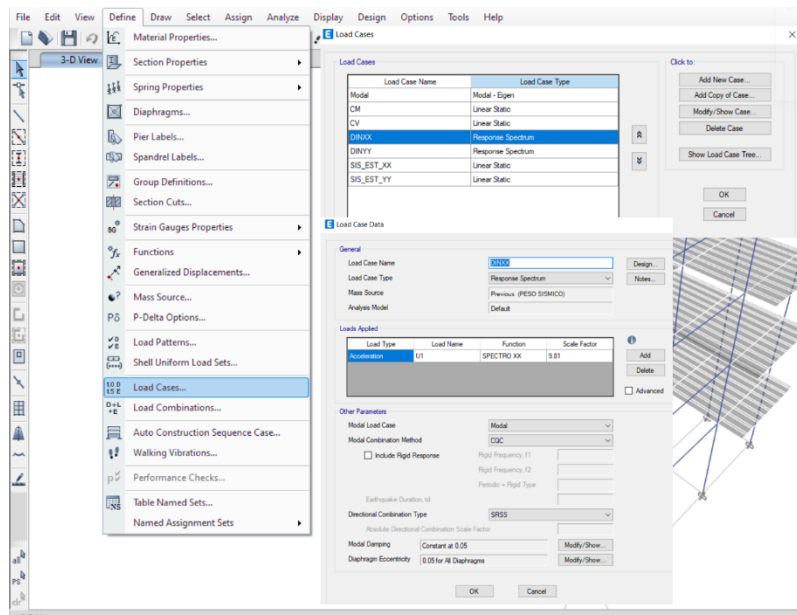 File Edit View Define Draw Select Assign Analyze Display Design Options Tools Help
3-D View
Material Properties...
Section Properties
Spring Properties
Diaphragms...
Pier Labels...
Spandrel Labels...
Group Definitions...
Section Cuts...
Strain Gauges Properties
Functions
Generalized Displacements...
Mass Source...
P-Delta Options...
Load Patterns...
Shell Uniform Load Sets...
Load Cases...
Load Combinations...
Auto Construction Sequence Case...
Walking Vibrations...
Performance Checks...
Table Named Sets...
Named Assignment Sets
Load Cases
Load Cases
Click to:
Load Case Name Load Case Type
Modal Modal - Eigen
CM Linear Static
CV Linear Static
DINXX Response Spectrum
DINYY Response Spectrum
SIS_EST_XX Linear Static
SIS_EST_YY Linear Static
Add New Case...
Add Copy of Case...
Modify/Show Case...
Delete Case
Show Load Case Tree...
OK
Cancel
Load Case Data
General
Load Case Name DINXX Design...
Load Case Type Response Spectrum Notes...
Mass Source Previous (PESO SISMICO)
Analysis Model Default
Loads Applied
Load Type Load Name Function Scale Factor
Acceleration U1 SPECTRO XX 9.81
Add
Delete
Advanced
Other Parameters
Modal Load Case Modal
Modal Combination Method CQC
Include Rigid Response Rigid Frequency, f1
Rigid Frequency, f2
Periodic + Rigid Type
Earthquake Duration, td
Directional Combination Type SRSS
Absolute Directional Combination Scale Factor
Modal Damping Constant at 0.05 Modify/Show...
Diaphragm Eccentricity 0.05 for All Diaphragms Modify/Show...
OK Cancel